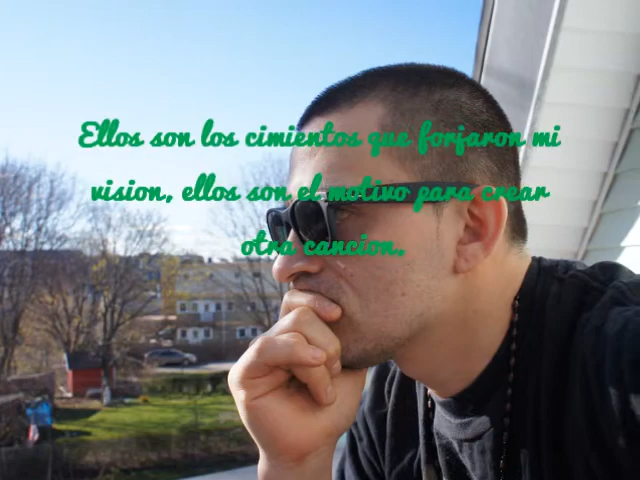 Ellos son los cimientos que forjaron mi
vision, ellos son el motivo para crear
otra cancion.